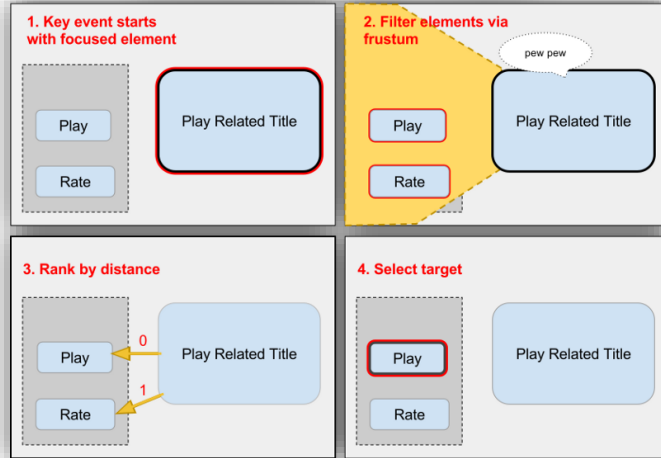 1. Key event starts
with focused element
Play
Rate
Play Related Title
2. Filter elements via
frustum
pew pew
Play
Rate
Play Related Title
3. Rank by distance
Play
Rate
0
1
Play Related Title
4. Select target
Play
Rate
Play Related Title